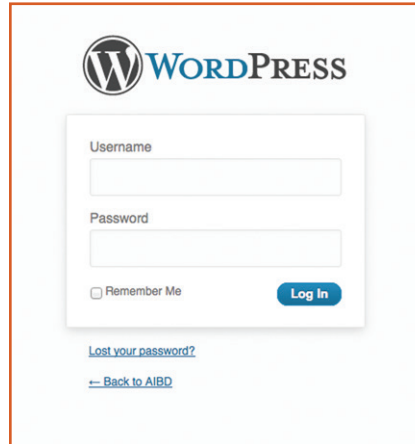 WORDPRESS
Username
Password
Remember Me
Log In
Lost your password?
← Back to AIBD